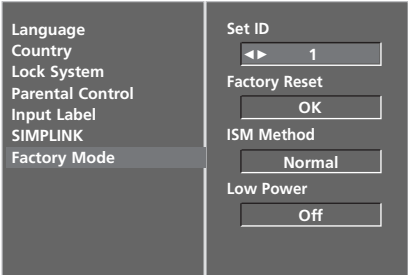 Language
Country
Lock System
Parental Control
Input Label
SIMPLINK
Factory Mode
Set ID
◄► 1
Factory Reset
OK
ISM Method
Normal
Low Power
Off